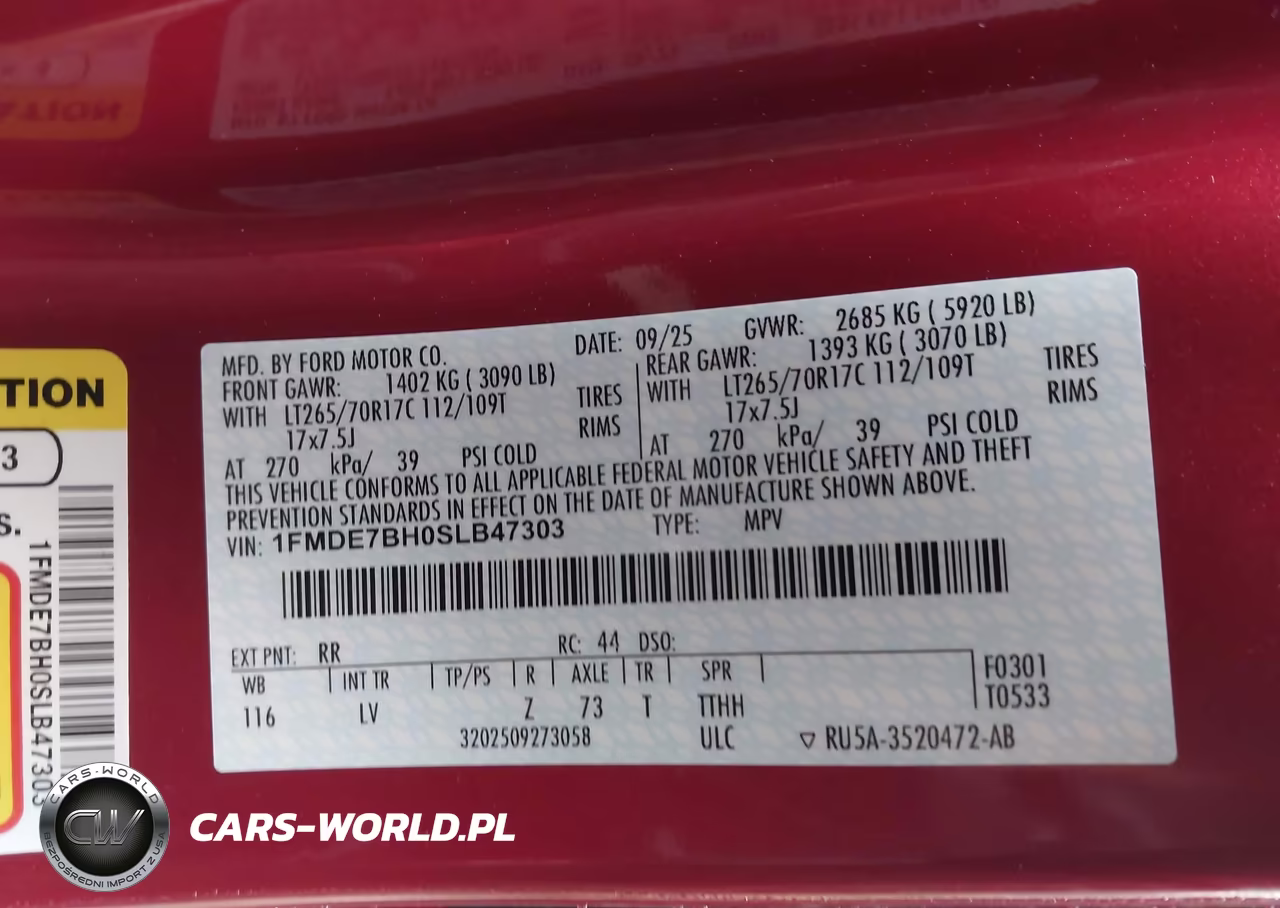 MFD. BY FORD MOTOR CO. DATE: 09/25 GVWR: 2685 KG ( 5920 LB)
FRONT GAWR: 1402 KG ( 3090 LB) REAR GAWR: 1393 KG ( 3070 LB)
WITH LT265/70R17C 112/109T TIRES WITH LT265/70R17C 112/109T TIRES
17x7.5J RIMS 17x7.5J RIMS
AT 270 kPa/ 39 PSI COLD AT 270 kPa/ 39 PSI COLD
THIS VEHICLE CONFORMS TO ALL APPLICABLE FEDERAL MOTOR VEHICLE SAFETY AND THEFT
PREVENTION STANDARDS IN EFFECT ON THE DATE OF MANUFACTURE SHOWN ABOVE.
VIN: 1FMDE7BH0SLB47303 TYPE: MPV
EXT PNT: RR RC: 44 DSO:
WB INT TR TP/PS R AXLE TR SPR F0301
116 LV Z 73 T TTHH T0533
3202509273058 ULC ▽ RU5A-3520472-AB
TION
3
S.
1FMDE7BH0SLB47303
CARS-WORLD
CW
BEZPOŚREDNI IMPORT Z USA
CARS-WORLD.PL